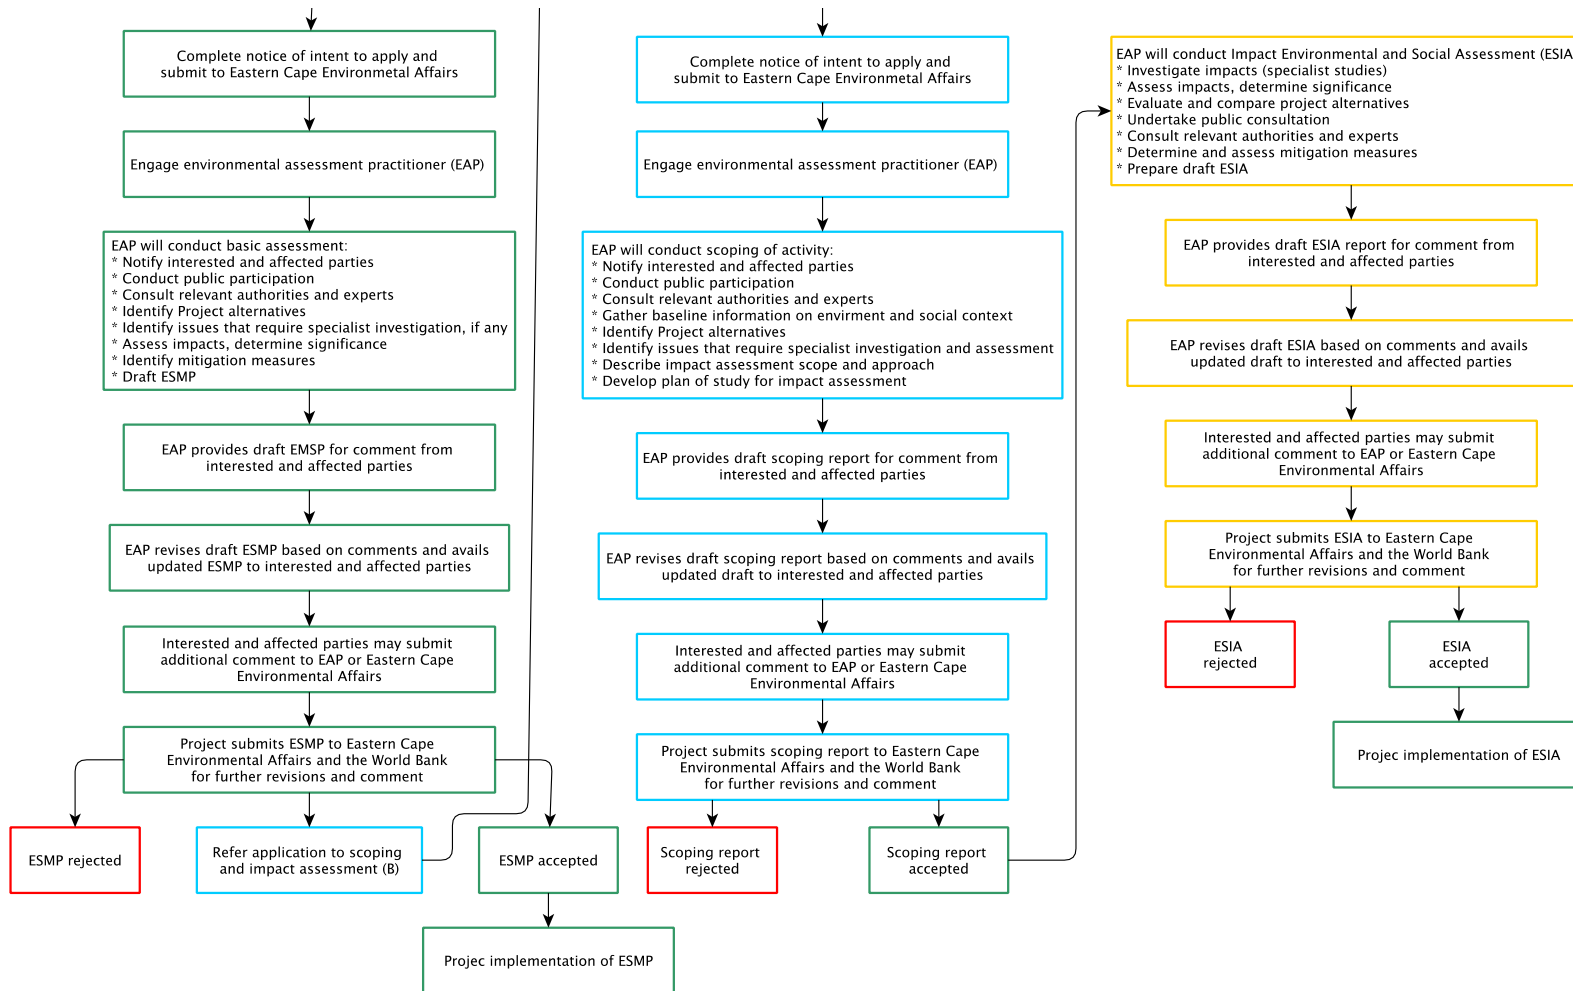 Complete notice of intent to apply and
submit to Eastern Cape Environmetal Affairs
Engage environmental assessment practitioner (EAP)
EAP will conduct basic assessment:
* Notify interested and affected parties
* Conduct public participation
* Consult relevant authorities and experts
* Identify Project alternatives
* Identify issues that require specialist investigation, if any
* Assess impacts, determine significance
* Identify mitigation measures
* Draft ESMP
EAP provides draft EMSP for comment from
interested and affected parties
EAP revises draft ESMP based on comments and avails
updated ESMP to interested and affected parties
Interested and affected parties may submit
additional comment to EAP or Eastern Cape
Environmental Affairs
Project submits ESMP to Eastern Cape
Environmental Affairs and the World Bank
for further revisions and comment
ESMP rejected
Refer application to scoping
and impact assessment (B)
ESMP accepted
Projec implementation of ESMP
Complete notice of intent to apply and
submit to Eastern Cape Environmetal Affairs
Engage environmental assessment practitioner (EAP)
EAP will conduct scoping of activity:
* Notify interested and affected parties
* Conduct public participation
* Consult relevant authorities and experts
* Gather baseline information on envirment and social context
* Identify Project alternatives
* Identify issues that require specialist investigation and assessment
* Describe impact assessment scope and approach
* Develop plan of study for impact assessment
EAP provides draft scoping report for comment from
interested and affected parties
EAP revises draft scoping report based on comments and avails
updated draft to interested and affected parties
Interested and affected parties may submit
additional comment to EAP or Eastern Cape
Environmental Affairs
Project submits scoping report to Eastern Cape
Environmental Affairs and the World Bank
for further revisions and comment
Scoping report
rejected
Scoping report
accepted
EAP will conduct Impact Environmental and Social Assessment (ESIA
* Investigate impacts (specialist studies)
* Assess impacts, determine significance
* Evaluate and compare project alternatives
* Undertake public consultation
* Consult relevant authorities and experts
* Determine and assess mitigation measures
* Prepare draft ESIA
EAP provides draft ESIA report for comment from
interested and affected parties
EAP revises draft ESIA based on comments and avails
updated draft to interested and affected parties
Interested and affected parties may submit
additional comment to EAP or Eastern Cape
Environmental Affairs
Project submits ESIA to Eastern Cape
Environmental Affairs and the World Bank
for further revisions and comment
ESIA
rejected
ESIA
accepted
Projec implementation of ESIA